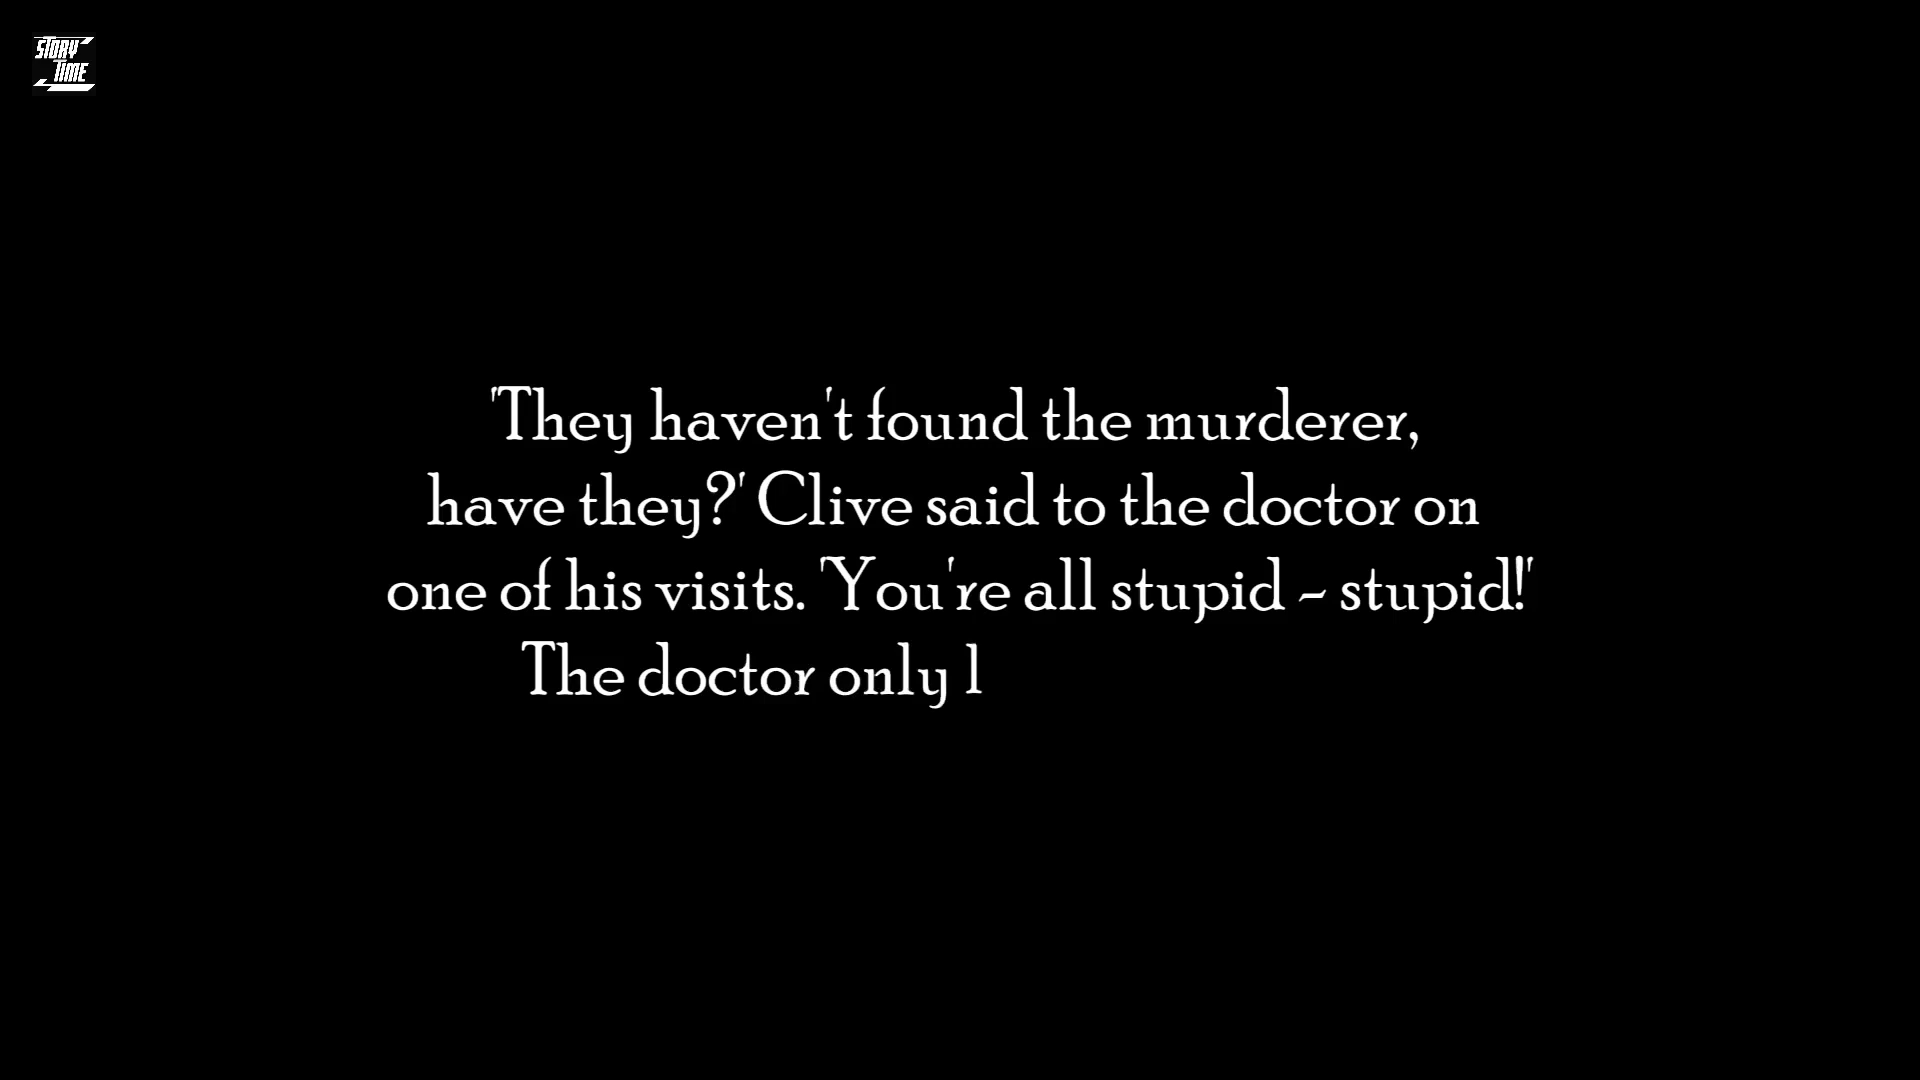 STORY
TIME
'They haven't found the murderer,
have they?' Clive said to the doctor on
one of his visits. 'You're all stupid - stupid!'
The doctor only l